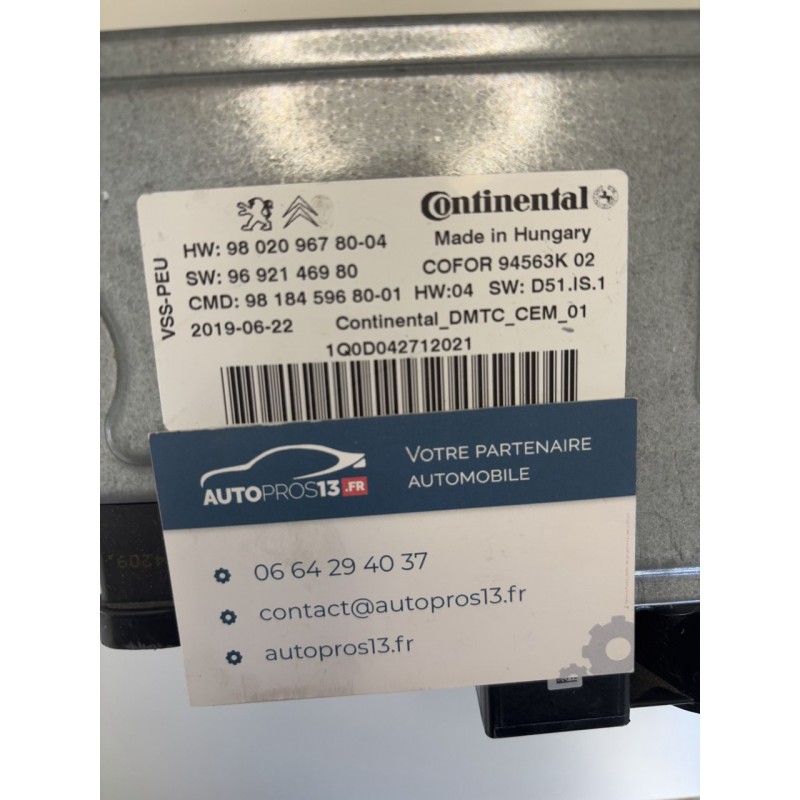 Continental
HW: 98 020 967 80-04
Made in Hungary
SW: 96 921 469 80
COFOR 94563K 02
CMD: 98 184 596 80-01 HW:04 SW: D51.IS.1
2019-06-22 Continental_DMTC_CEM_01
1Q0D042712021
VSS-PEU
AUTOPROS13.FR
VOTRE PARTENAIRE
AUTOMOBILE
06 64 29 40 37
contact@autopros13.fr
autopros13.fr